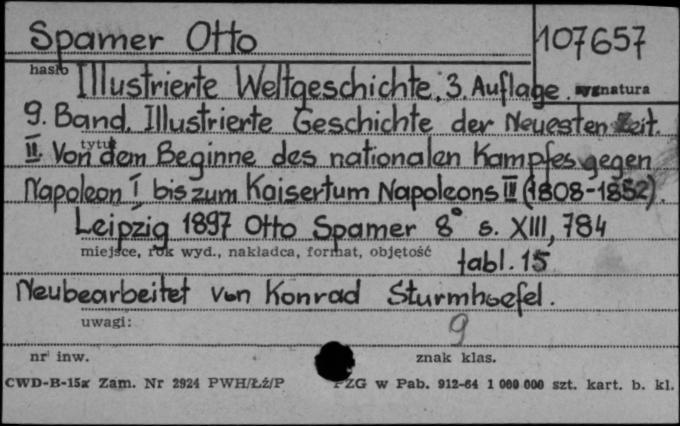 Spamer Otto
107657
hasło
Illustrierte Weltgeschichte. 3. Auflage.
sygnatura
9. Band. Illustrierte Geschichte der Neuesten Zeit.
tytuł
II. Von dem Beginne des nationalen Kampfes gegen
Napoleon I bis zum Kaisertum Napoleons III (1808-1852).
Leipzig 1897 Otto Spamer 8° s. XIII, 784
miejsce, rok wyd., nakładca, format, objętość
tabl. 15
Neubearbeitet von Konrad Sturmhoefel.
uwagi:
9
nr inw.
znak klas.
CWD-B-15a Zam. Nr 2924 PWH/Łź/P PZG w Pab. 912-64 1 000 000 szt. kart. b. kl.